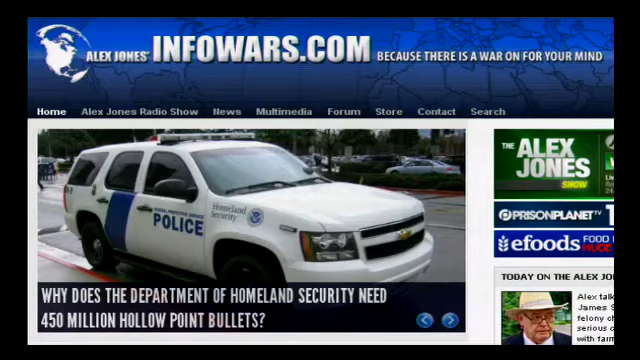 ALEX JONES' INFOWARS.COM BECAUSE THERE IS A WAR ON FOR YOUR MIND
Home Alex Jones Radio Show News Multimedia Forum Store Contact Search
THE ALEX JONES SHOW
Homeland Security
POLICE
PRISONPLANET TV
efoods FOOD
WHY DOES THE DEPARTMENT OF HOMELAND SECURITY NEED
450 MILLION HOLLOW POINT BULLETS?
TODAY ON THE ALEX JO
Alex talk
James S
felony ch
serious c
with farm